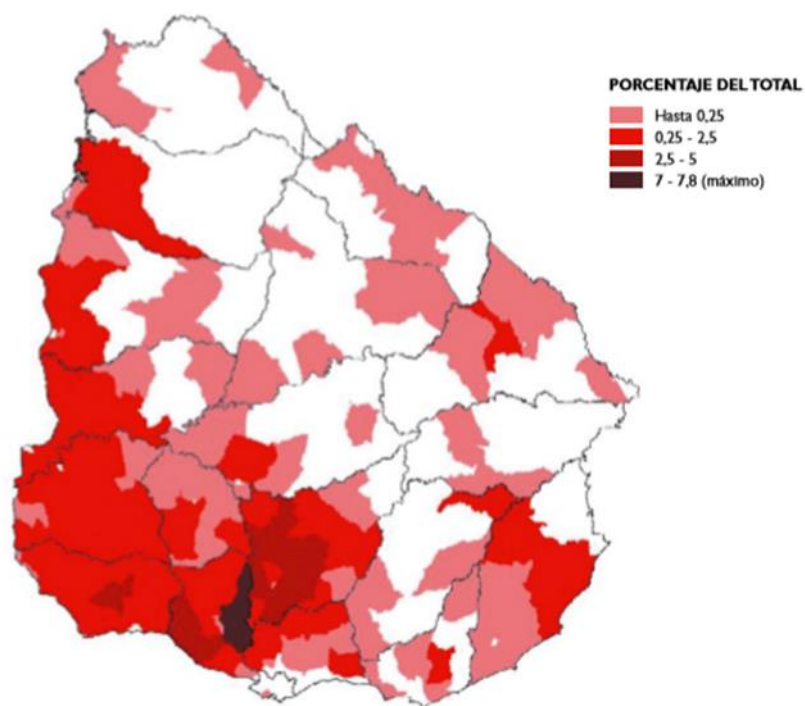 PORCENTAJE DEL TOTAL
Hasta 0,25
0,25 - 2,5
2,5 - 5
7 - 7,8 (máximo)